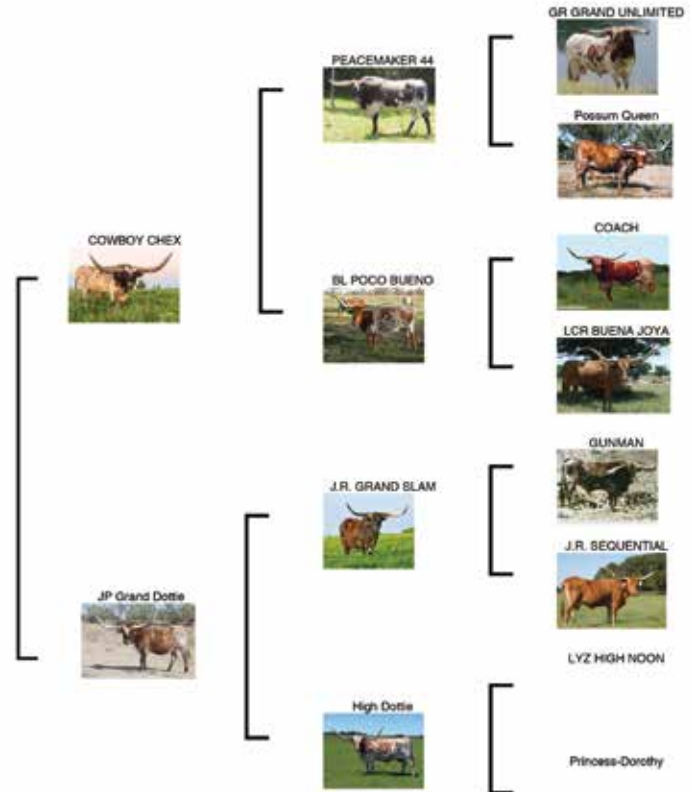 GR GRAND UNLIMITED
PEACEMAKER 44
Possum Queen
COWBOY CHEX
COACH
BL POCO BUENO
LCR BUENA JOYA
GUNMAN
J.R. GRAND SLAM
J.R. SEQUENTIAL
JP Grand Dottie
LYZ HIGH NOON
High Dottie
Princess-Dorothy